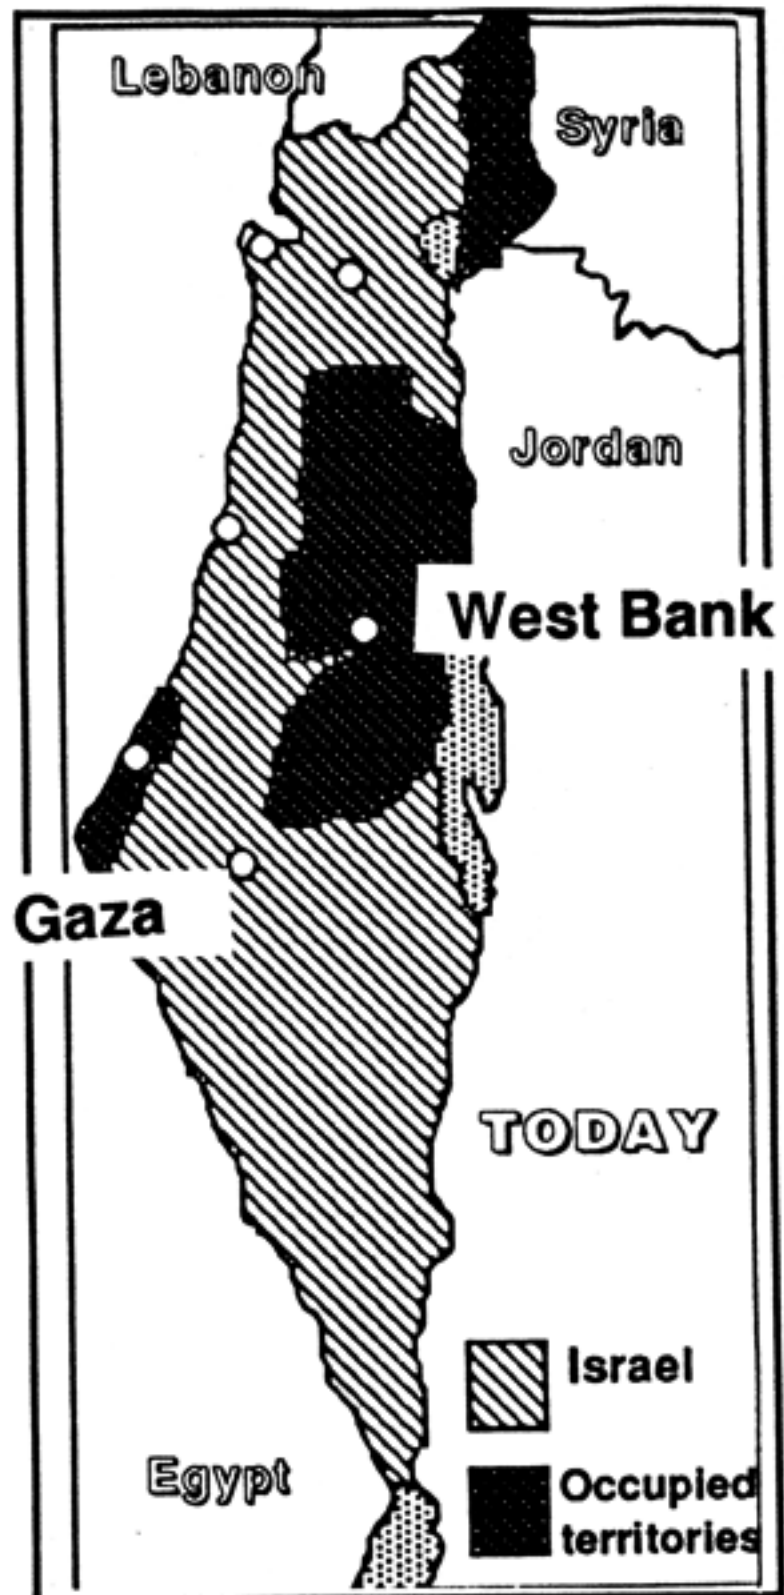 Lebanon
Syria
Jordan
West Bank
Gaza
TODAY
Israel
Egypt
Occupied
territories